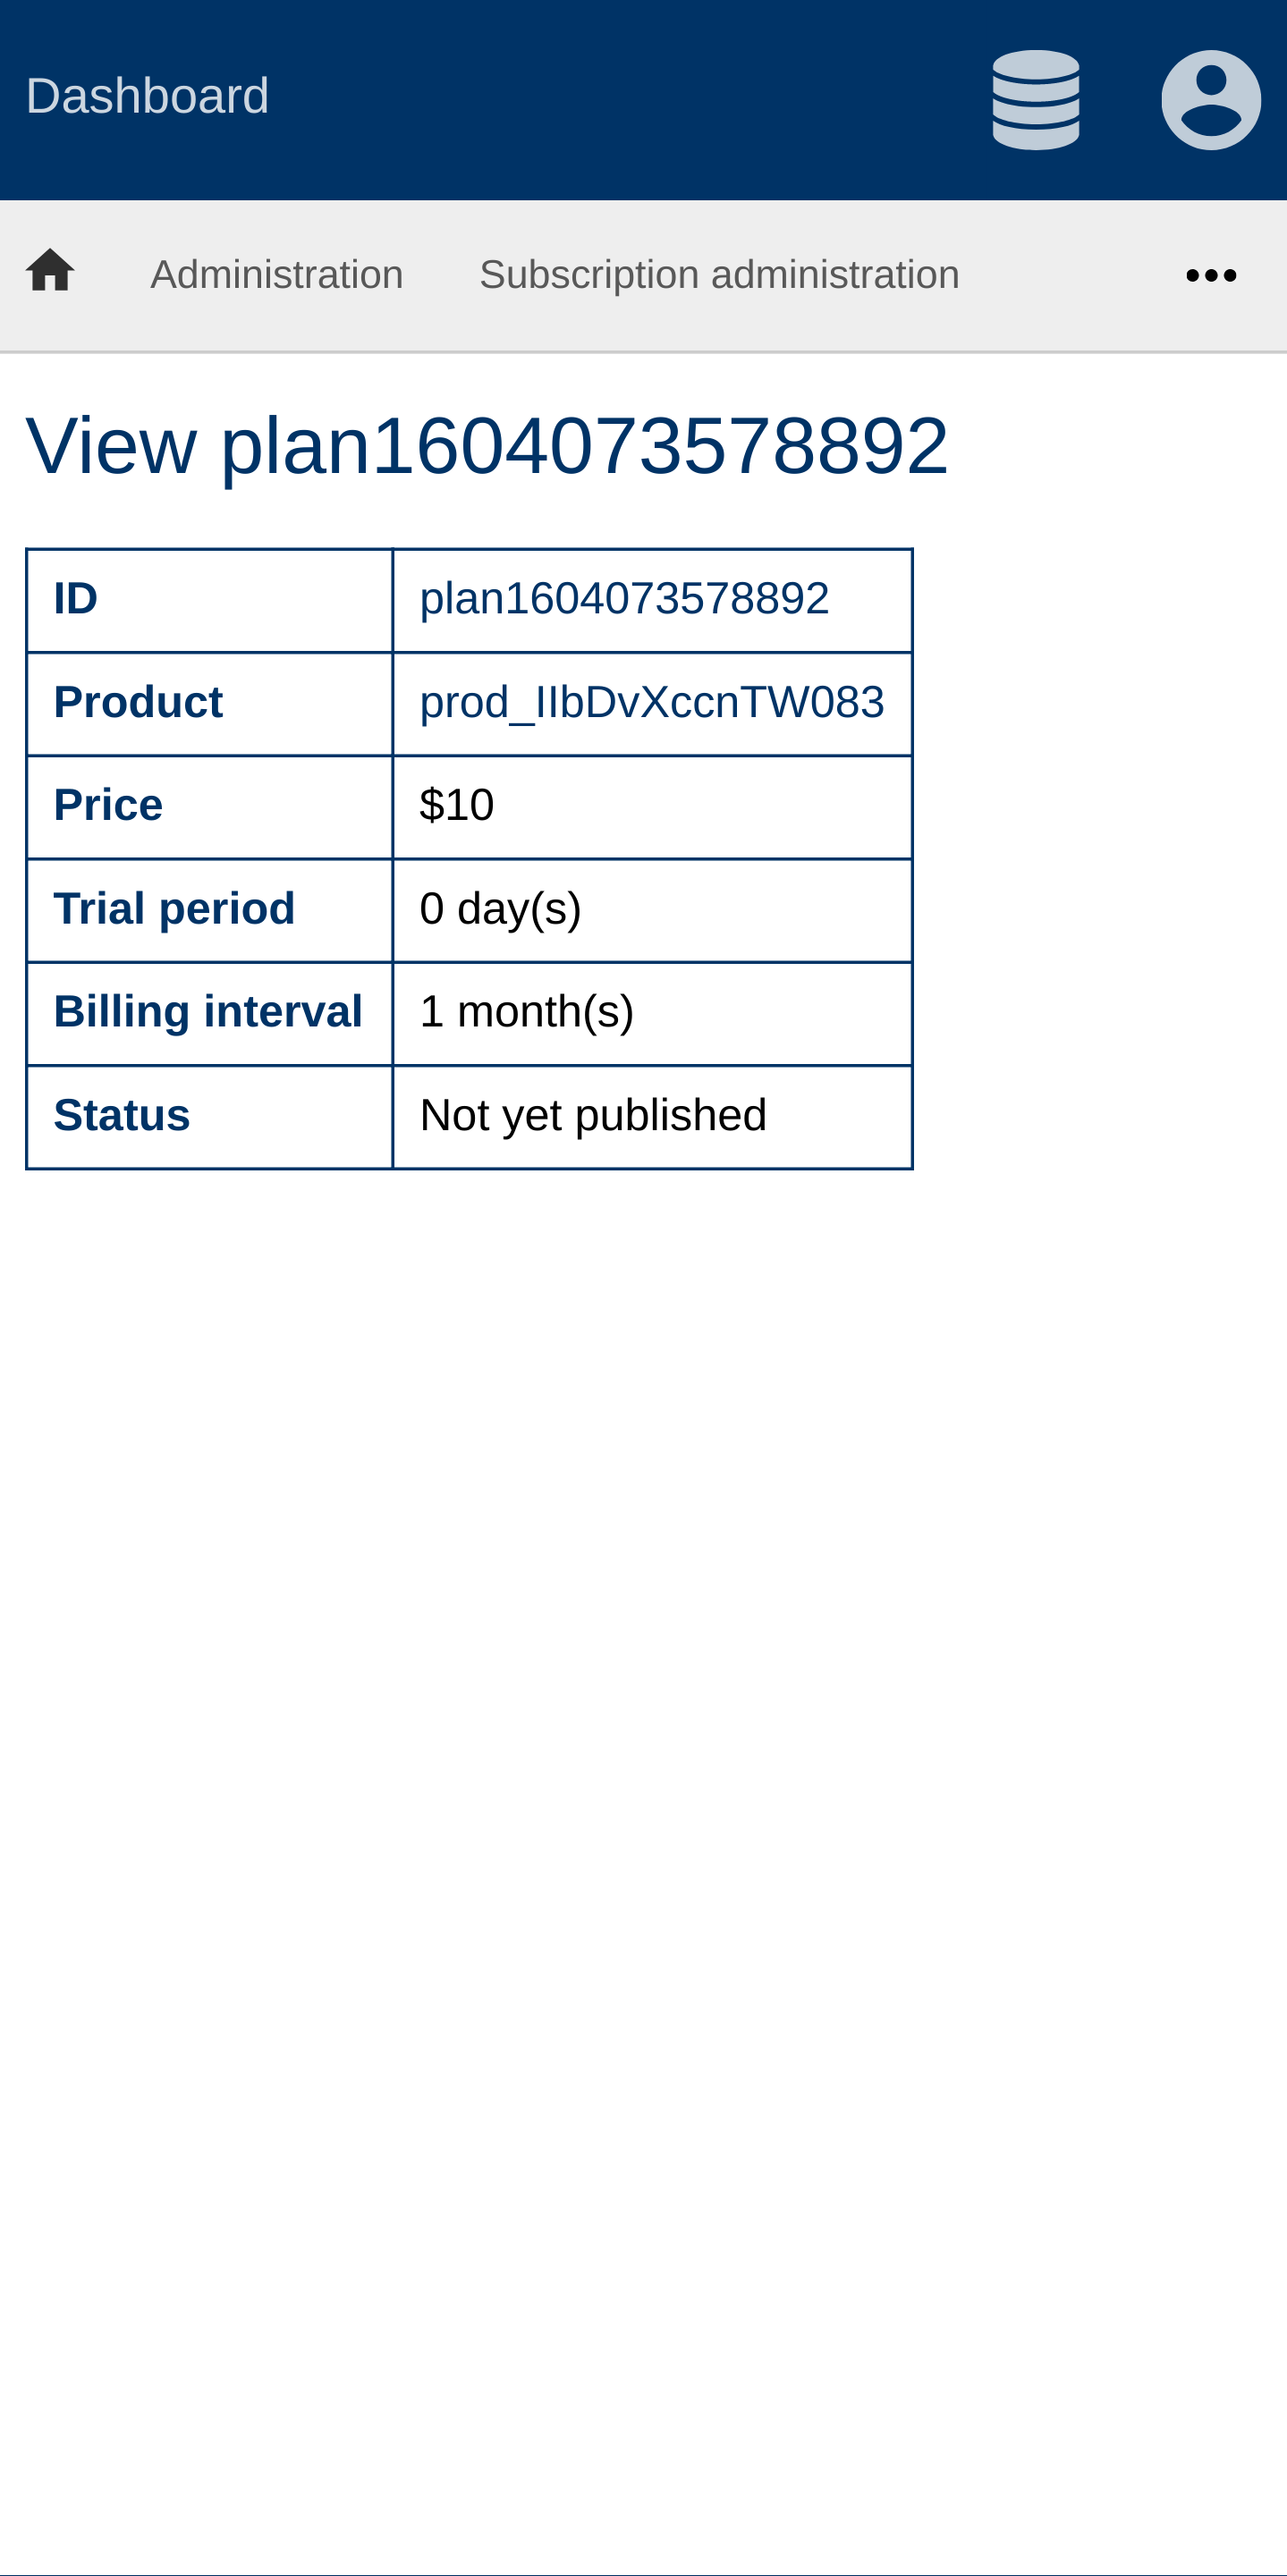 Dashboard
Administration Subscription administration
View plan1604073578892
ID plan1604073578892
Product prod_IIbDvXccnTW083
Price $10
Trial period 0 day(s)
Billing interval 1 month(s)
Status Not yet published